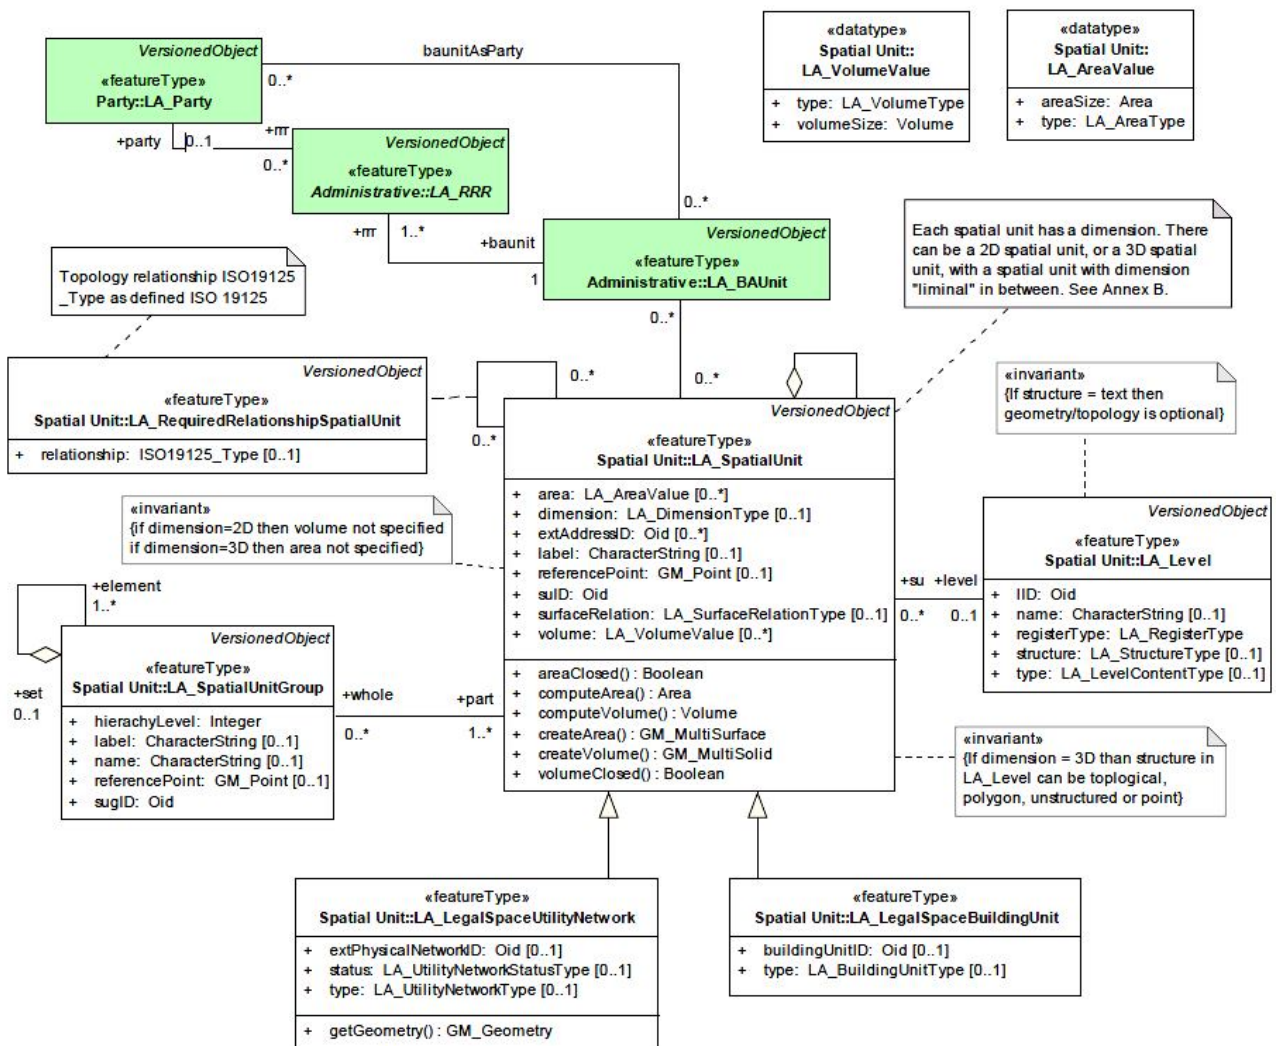 VersionedObject
«featureType»
Party::LA_Party
baunitAsParty
0..*
+party
0..1
+rrr
0..*
VersionedObject
«featureType»
Administrative::LA_RRR
+rrr
1..*
+baunit
1
0..*
VersionedObject
«featureType»
Administrative::LA_BAUnit
0..*
0..*
«datatype»
Spatial Unit::
LA_VolumeValue
+ type: LA_VolumeType
+ volumeSize: Volume
«datatype»
Spatial Unit::
LA_AreaValue
+ areaSize: Area
+ type: LA_AreaType
Each spatial unit has a dimension. There
can be a 2D spatial unit, or a 3D spatial
unit, with a spatial unit with dimension
"liminal" in between. See Annex B.
Topology relationship ISO19125
_Type as defined ISO 19125
VersionedObject
«featureType»
Spatial Unit::LA_RequiredRelationshipSpatialUnit
+ relationship: ISO19125_Type [0..1]
0..*
0..*
VersionedObject
«featureType»
Spatial Unit::LA_SpatialUnit
+ area: LA_AreaValue [0..*]
+ dimension: LA_DimensionType [0..1]
+ extAddressID: Oid [0..*]
+ label: CharacterString [0..1]
+ referencePoint: GM_Point [0..1]
+ suID: Oid
+ surfaceRelation: LA_SurfaceRelationType [0..1]
+ volume: LA_VolumeValue [0..*]
+ areaClosed() : Boolean
+ computeArea() : Area
+ computeVolume() : Volume
+ createArea() : GM_MultiSurface
+ createVolume() : GM_MultiSolid
+ volumeClosed() : Boolean
«invariant»
{If structure = text then
geometry/topology is optional}
«invariant»
{if dimension=2D then volume not specified
if dimension=3D then area not specified}
+su
+level
0..*
0..1
VersionedObject
«featureType»
Spatial Unit::LA_Level
+ lID: Oid
+ name: CharacterString [0..1]
+ registerType: LA_RegisterType
+ structure: LA_StructureType [0..1]
+ type: LA_LevelContentType [0..1]
+element
1..*
+set
0..1
VersionedObject
«featureType»
Spatial Unit::LA_SpatialUnitGroup
+ hierachyLevel: Integer
+ label: CharacterString [0..1]
+ name: CharacterString [0..1]
+ referencePoint: GM_Point [0..1]
+ sugID: Oid
+whole
+part
0..*
1..*
«invariant»
{If dimension = 3D than structure in
LA_Level can be toplogical,
polygon, unstructured or point}
«featureType»
Spatial Unit::LA_LegalSpaceUtilityNetwork
+ extPhysicalNetworkID: Oid [0..1]
+ status: LA_UtilityNetworkStatusType [0..1]
+ type: LA_UtilityNetworkType [0..1]
+ getGeometry() : GM_Geometry
«featureType»
Spatial Unit::LA_LegalSpaceBuildingUnit
+ buildingUnitID: Oid [0..1]
+ type: LA_BuildingUnitType [0..1]